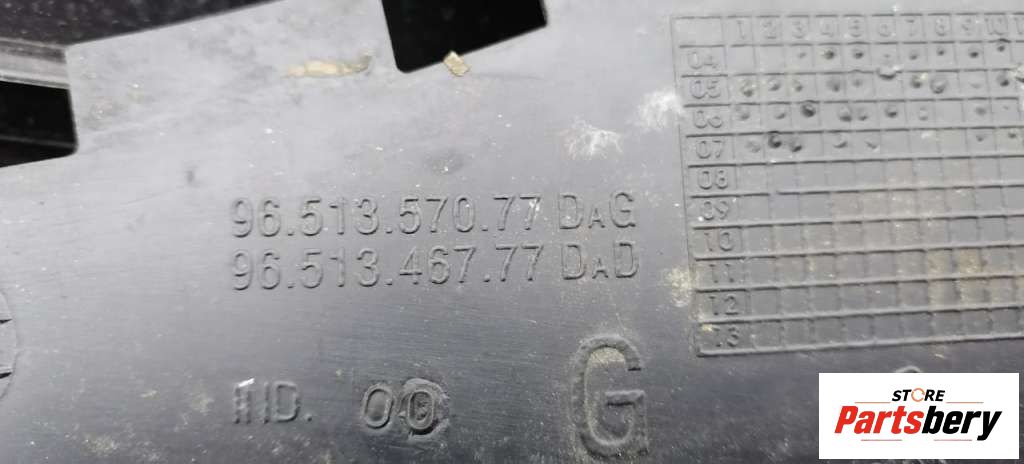 1 2 3 4 5 6 7 8 9 10
04
05
06
07
08
09
10
11
12
13
96.513.570.77 DAG
96.513.467.77 DAD
IND. 00
G
STORE
Partsbery